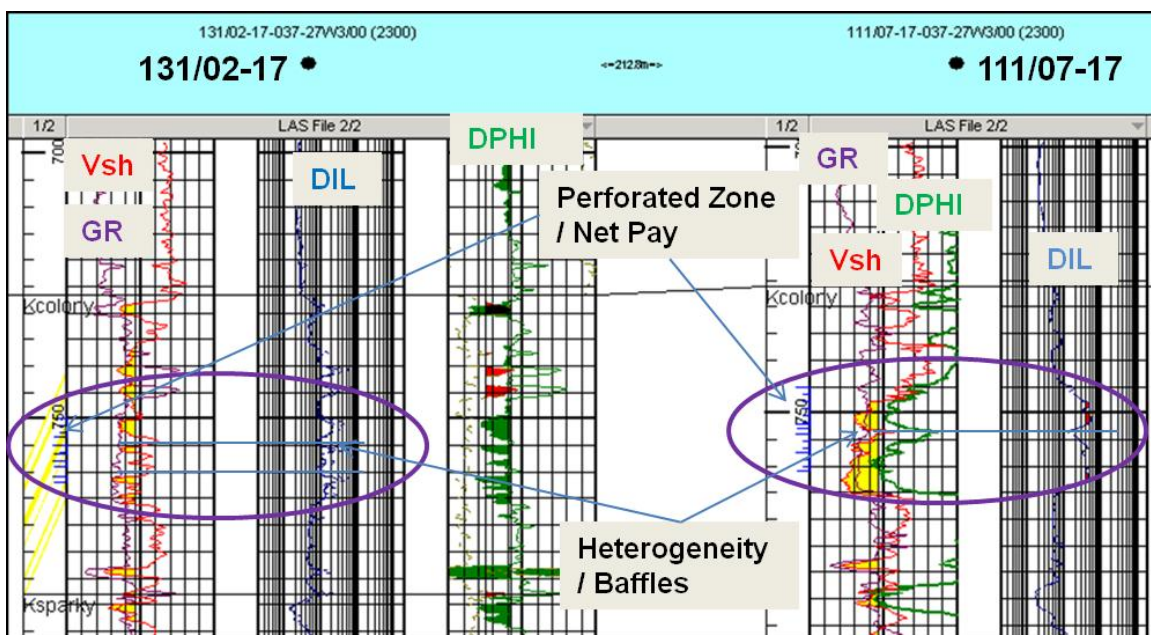 131/02-17-037-27W3/00 (2300)
111/07-17-037-27W3/00 (2300)
131/02-17
<=212.8m=>
111/07-17
1/2
LAS File 2/2
1/2
LAS File 2/2
700
Vsh
GR
DIL
DPHI
Perforated Zone
/ Net Pay
GR
DPHI
Vsh
DIL
Kcolony
Kcolony
750
750
Heterogeneity
/ Baffles
Ksparky